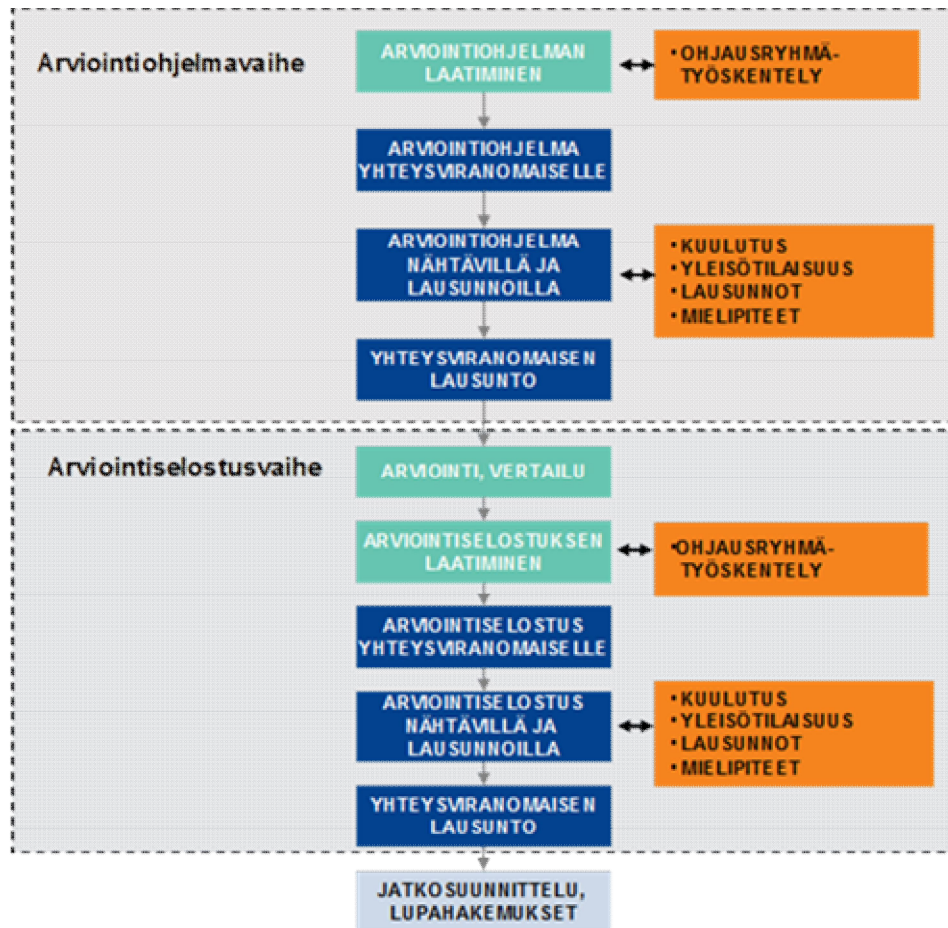 Arviointiohjelmavaihe
ARVIOINTIOHJELMAN
LAATIMINEN
• OHJAUSRYHMÄ-
TYÖSKENTELY
ARVIOINTIOHJELMA
YHTEYSVIRANOMAISELLE
ARVIOINTIOHJELMA
NÄHTÄVILLÄ JA
LAUSUNNOILLA
• KUULUTUS
• YLEISÖTILAISUUS
• LAUSUNNOT
• MIELIPITEET
YHTEYSVIRANOMAISEN
LAUSUNTO
Arviointiselostusvaihe
ARVIOINTI, VERTAILU
ARVIOINTISELOSTUKSEN
LAATIMINEN
• OHJAUSRYHMÄ-
TYÖSKENTELY
ARVIOINTISELOSTUS
YHTEYSVIRANOMAISELLE
ARVIOINTISELOSTUS
NÄHTÄVILLÄ JA
LAUSUNNOILLA
• KUULUTUS
• YLEISÖTILAISUUS
• LAUSUNNOT
• MIELIPITEET
YHTEYSVIRANOMAISEN
LAUSUNTO
JATKOSUUNNITTELU,
LUPAHAKEMUKSET